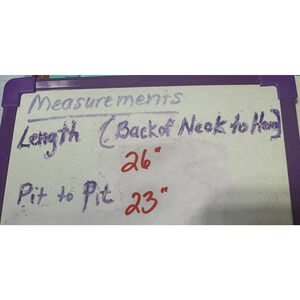 Measurements
Length (Back of Neck to Hem)
26"
Pit to Pit 23"